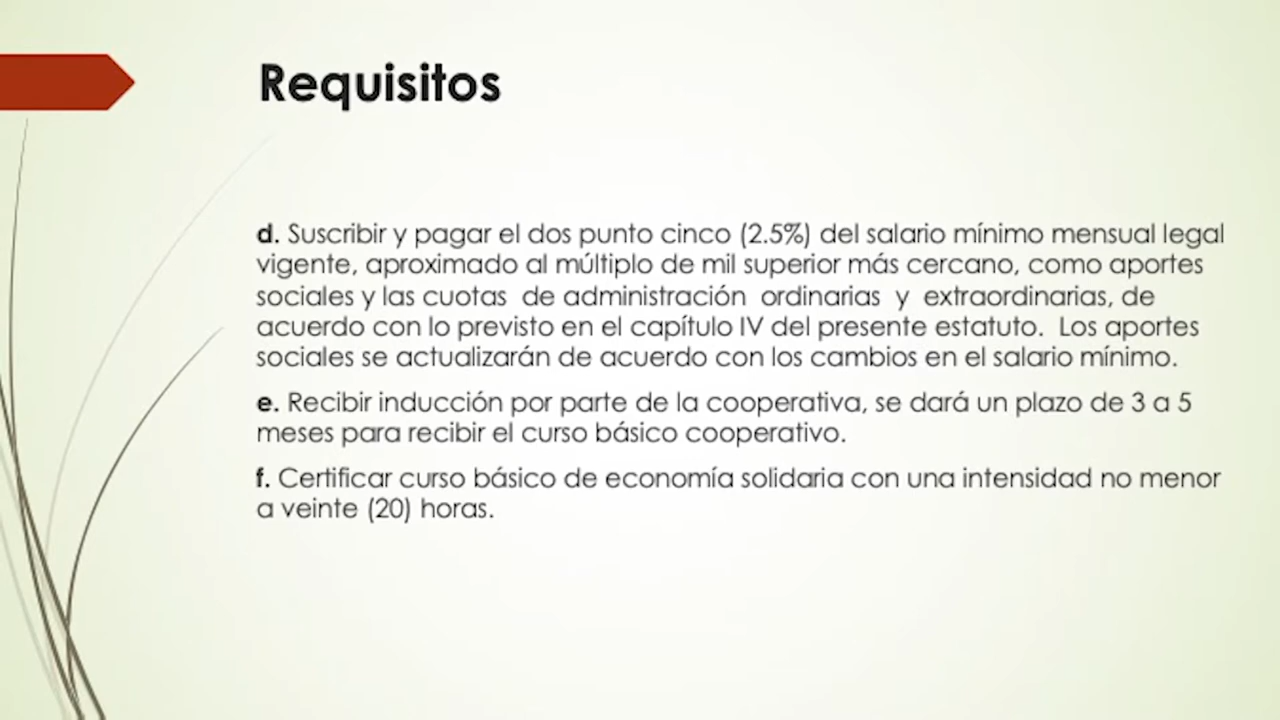 Requisitos
d. Suscribir y pagar el dos punto cinco (2.5%) del salario mínimo mensual legal
vigente, aproximado al múltiplo de mil superior más cercano, como aportes
sociales y las cuotas de administración ordinarias y extraordinarias, de
acuerdo con lo previsto en el capítulo IV del presente estatuto. Los aportes
sociales se actualizarán de acuerdo con los cambios en el salario mínimo.
e. Recibir inducción por parte de la cooperativa, se dará un plazo de 3 a 5
meses para recibir el curso básico cooperativo.
f. Certificar curso básico de economía solidaria con una intensidad no menor
a veinte (20) horas.